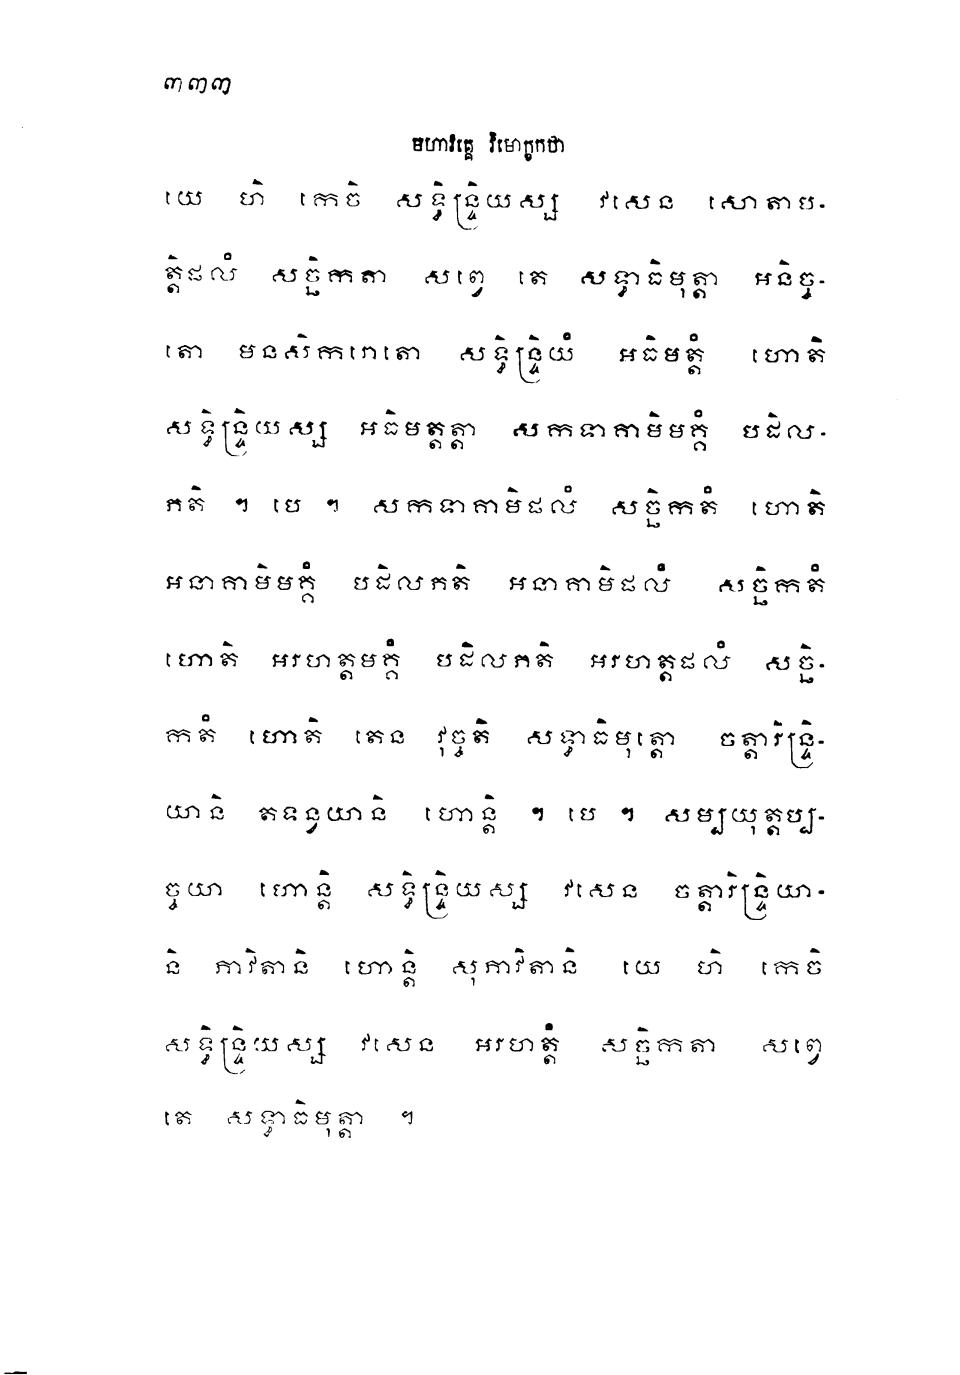 ៣៣៣
មហាវគ្គេ វិមោក្ខកថា
យេ ហិ កេចិ សទ្ធិន្ទ្រិយស្ស វសេន សោតាប-
ត្តិផលំ សច្ឆិកតា សព្វេ តេ សទ្ធាធិមុត្តា អនិច្ច-
តោ មនសិករោតោ សទ្ធិន្ទ្រិយំ អធិមត្តំ ហោតិ
សទ្ធិន្ទ្រិយស្ស អធិមត្តត្តា សកទាគាមិមគ្គំ បដិល-
ភតិ ។ បេ ។ សកទាគាមិផលំ សច្ឆិកតំ ហោតិ
អនាគាមិមគ្គំ បដិលភតិ អនាគាមិផលំ សច្ឆិកតំ
ហោតិ អរហត្តមគ្គំ បដិលភតិ អរហត្តផលំ សច្ឆិ-
កតំ ហោតិ តេន វុច្ចតិ សទ្ធាធិមុត្តោ ចត្តារិន្ទ្រិ-
យានិ តទន្វយានិ ហោន្តិ ។ បេ ។ សម្បយុត្តប្ប-
ច្ចយា ហោន្តិ សទ្ធិន្ទ្រិយស្ស វសេន ចត្តារិន្ទ្រិយា-
និ ភាវិតានិ ហោន្តិ សុភាវិតានិ យេ ហិ កេចិ
សទ្ធិន្ទ្រិយស្ស វសេន អរហត្តំ សច្ឆិកតា សព្វេ
តេ សទ្ធាធិមុត្តា ។